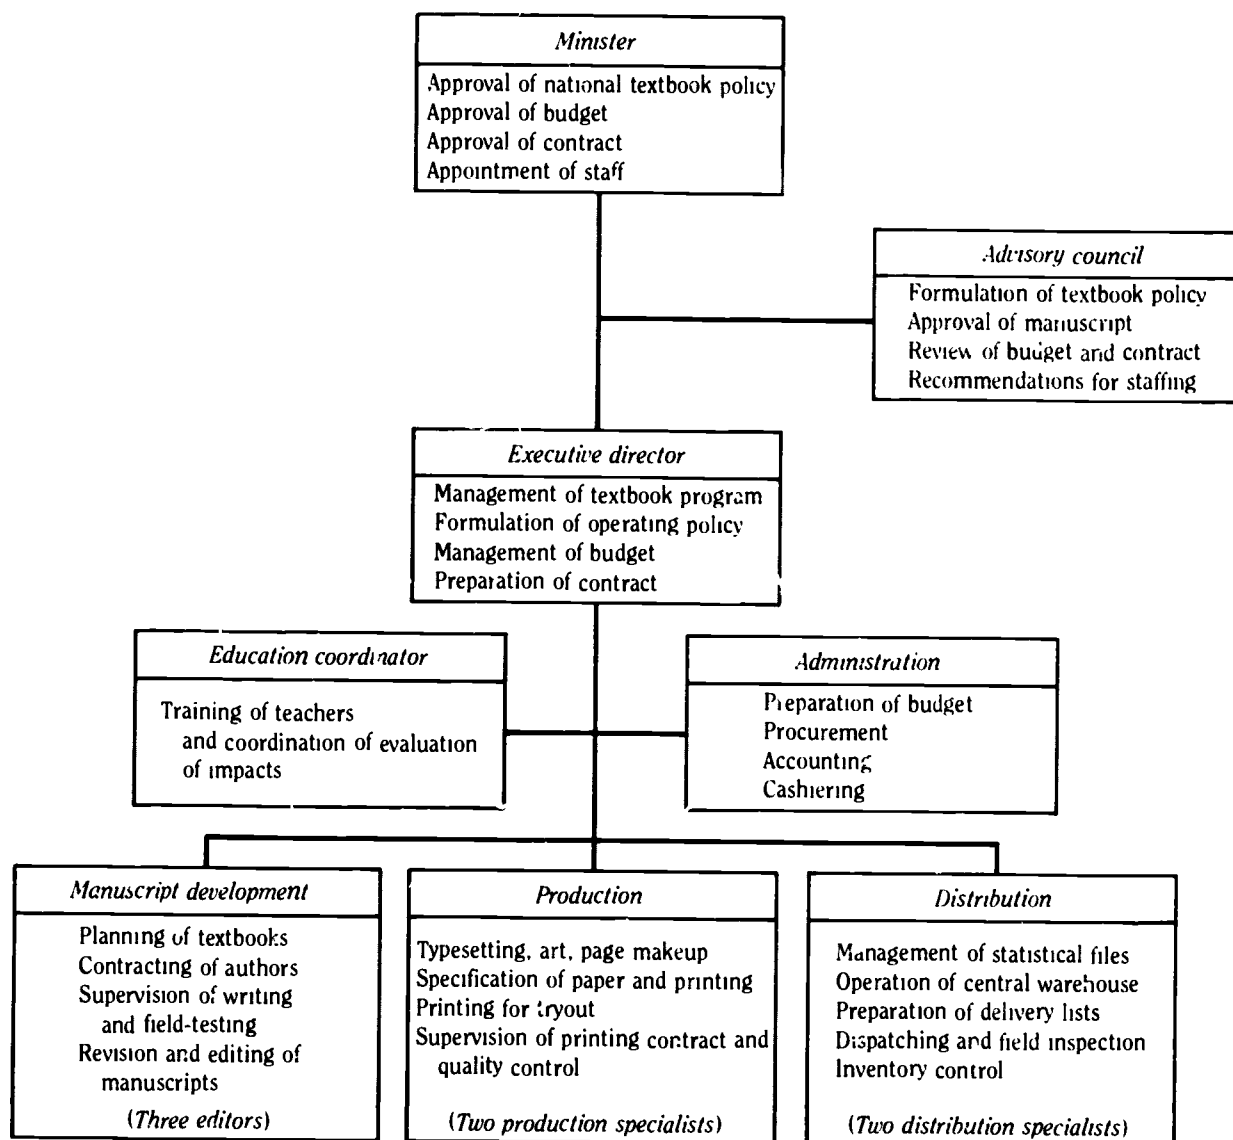 Minister
Approval of national textbook policy
Approval of budget
Approval of contract
Appointment of staff
Advisory council
Formulation of textbook policy
Approval of manuscript
Review of budget and contract
Recommendations for staffing
Executive director
Management of textbook program
Formulation of operating policy
Management of budget
Preparation of contract
Education coordinator
Training of teachers
and coordination of evaluation
of impacts
Administration
Preparation of budget
Procurement
Accounting
Cashiering
Manuscript development
Planning of textbooks
Contracting of authors
Supervision of writing
and field-testing
Revision and editing of
manuscripts
(Three editors)
Production
Typesetting, art, page makeup
Specification of paper and printing
Printing for tryout
Supervision of printing contract and
quality control
(Two production specialists)
Distribution
Management of statistical files
Operation of central warehouse
Preparation of delivery lists
Dispatching and field inspection
Inventory control
(Two distribution specialists)